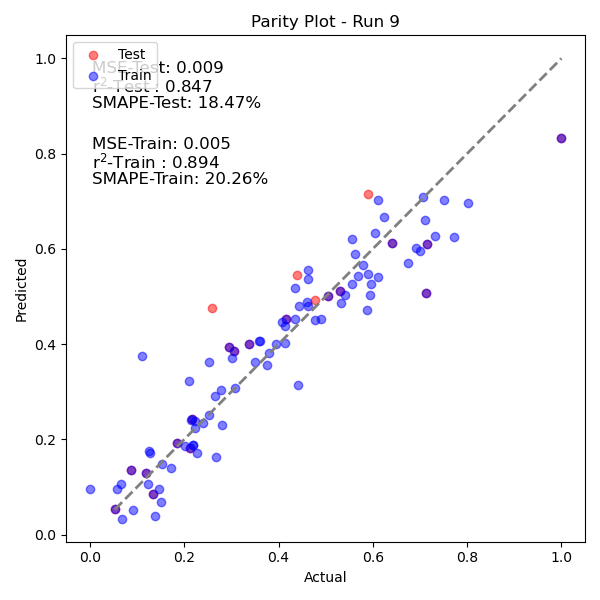 Parity Plot - Run 9
Test
Train
MSE-Test: 0.009
r²-Test : 0.847
SMAPE-Test: 18.47%
MSE-Train: 0.005
r²-Train : 0.894
SMAPE-Train: 20.26%
Predicted
1.0
0.8
0.6
0.4
0.2
0.0
0.0 0.2 0.4 0.6 0.8 1.0
Actual